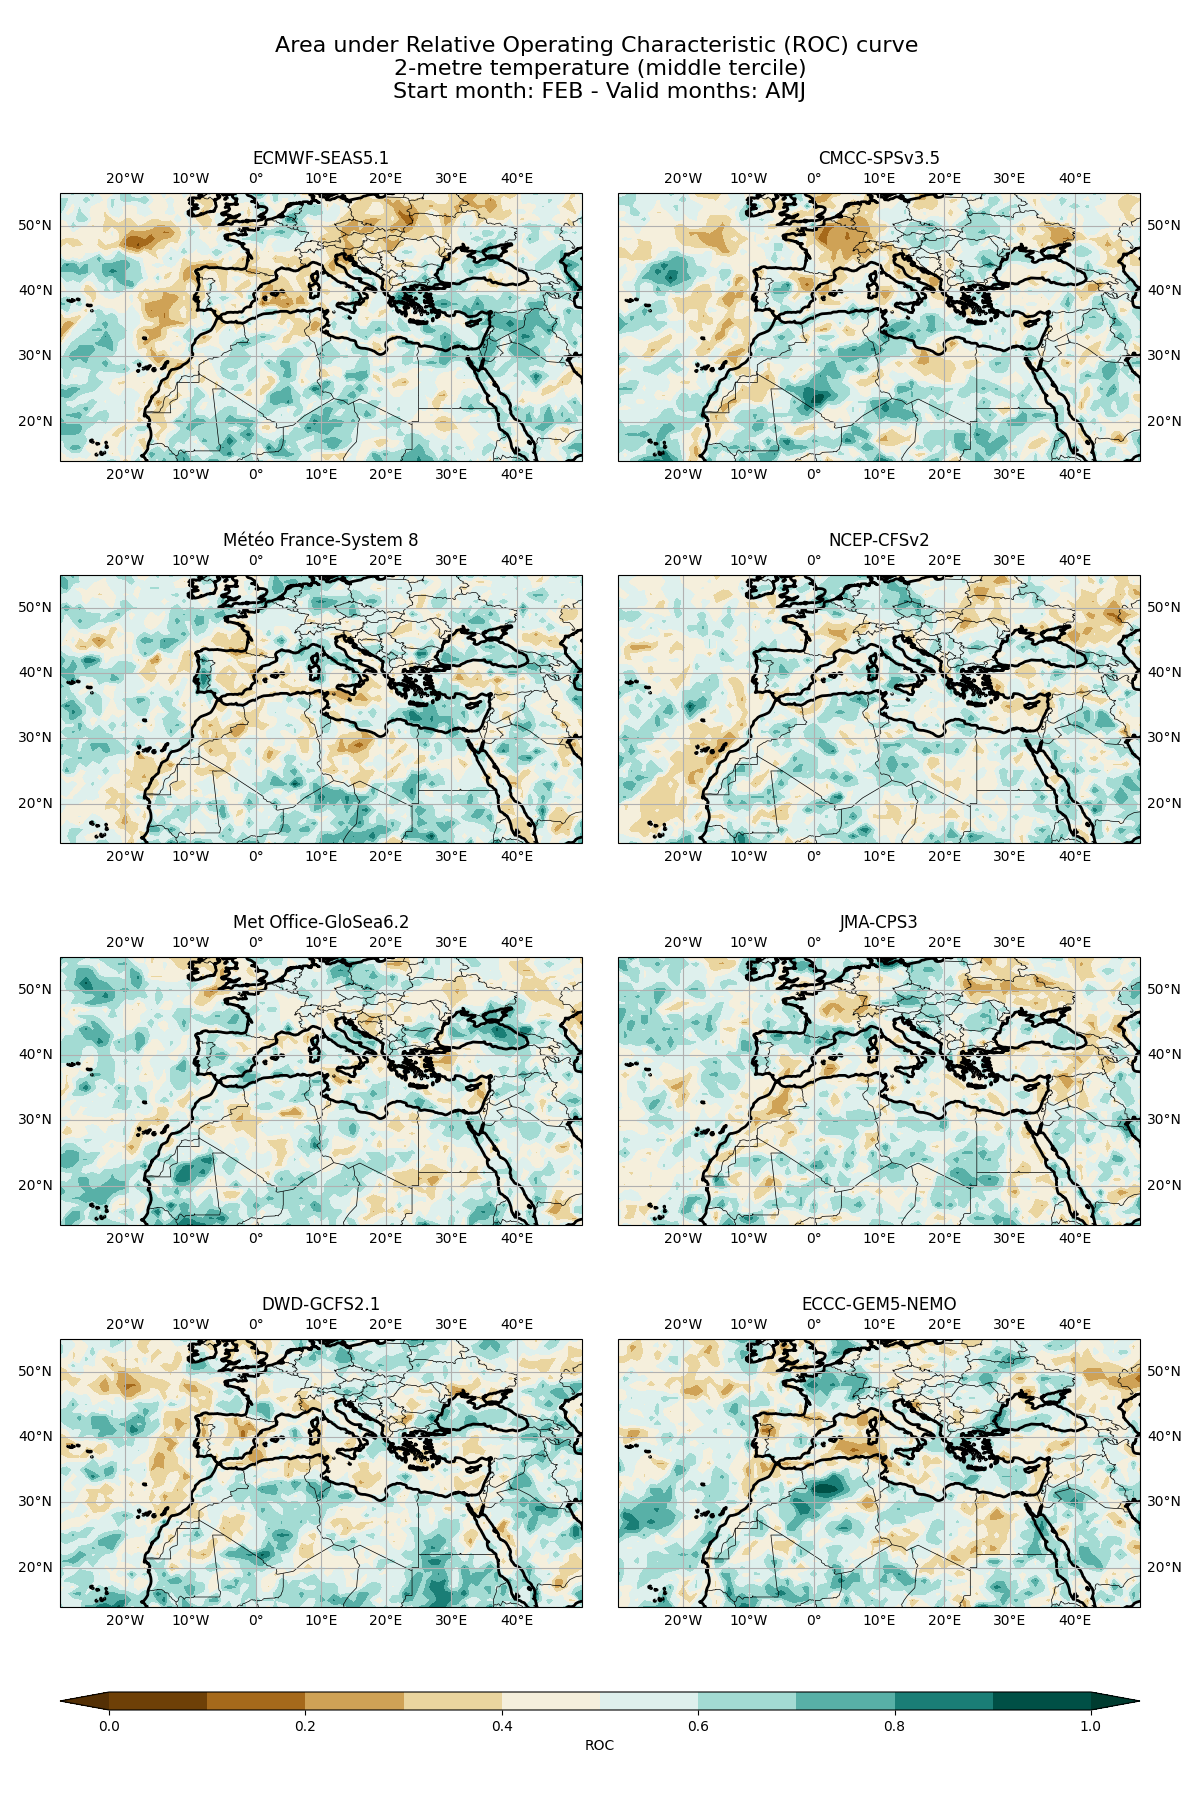 Area under Relative Operating Characteristic (ROC) curve
2-metre temperature (middle tercile)
Start month: FEB - Valid months: AMJ
ECMWF-SEAS5.1
20°W 10°W 0° 10°E 20°E 30°E 40°E
50°N
40°N
30°N
20°N
20°W 10°W 0° 10°E 20°E 30°E 40°E
CMCC-SPSv3.5
20°W 10°W 0° 10°E 20°E 30°E 40°E
50°N
40°N
30°N
20°N
20°W 10°W 0° 10°E 20°E 30°E 40°E
Météo France-System 8
20°W 10°W 0° 10°E 20°E 30°E 40°E
50°N
40°N
30°N
20°N
20°W 10°W 0° 10°E 20°E 30°E 40°E
NCEP-CFSv2
20°W 10°W 0° 10°E 20°E 30°E 40°E
50°N
40°N
30°N
20°N
20°W 10°W 0° 10°E 20°E 30°E 40°E
Met Office-GloSea6.2
20°W 10°W 0° 10°E 20°E 30°E 40°E
50°N
40°N
30°N
20°N
20°W 10°W 0° 10°E 20°E 30°E 40°E
JMA-CPS3
20°W 10°W 0° 10°E 20°E 30°E 40°E
50°N
40°N
30°N
20°N
20°W 10°W 0° 10°E 20°E 30°E 40°E
DWD-GCFS2.1
20°W 10°W 0° 10°E 20°E 30°E 40°E
50°N
40°N
30°N
20°N
20°W 10°W 0° 10°E 20°E 30°E 40°E
ECCC-GEM5-NEMO
20°W 10°W 0° 10°E 20°E 30°E 40°E
50°N
40°N
30°N
20°N
20°W 10°W 0° 10°E 20°E 30°E 40°E
0.0 0.2 0.4 0.6 0.8 1.0
ROC